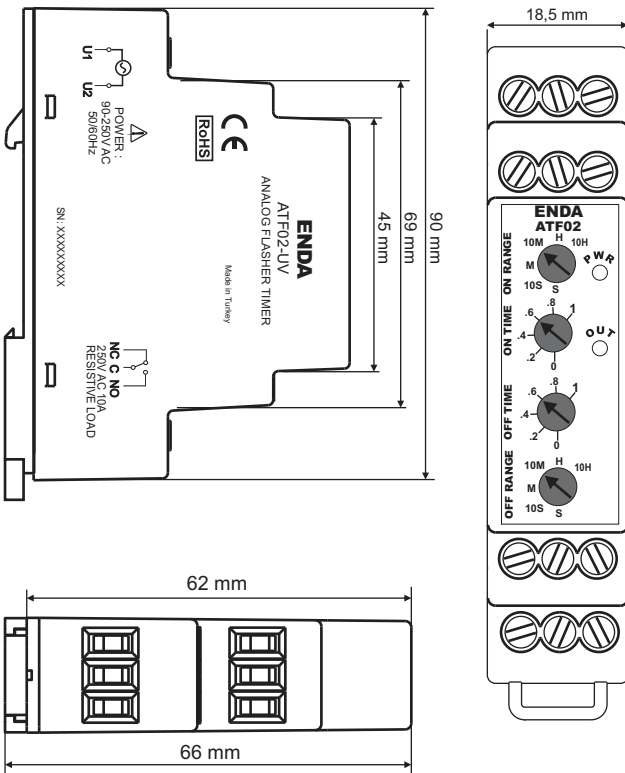 U1
U2
POWER :
90-250V AC
50/60Hz
SN: XXXXXXXXX
CE
RoHS
ENDA
ATF02-UV
ANALOG FLASHER TIMER
Made in Turkey
NC C NO
250V AC 10A
RESISTIVE LOAD
45 mm
69 mm
90 mm
18,5 mm
ENDA
ATF02
ON RANGE
10M H 10H
M
10S S
PWR
ON TIME
.6 .8 1
.4
.2 0
OUT
OFF TIME
.6 .8 1
.4
.2 0
OFF RANGE
10M H 10H
M
10S S
62 mm
66 mm